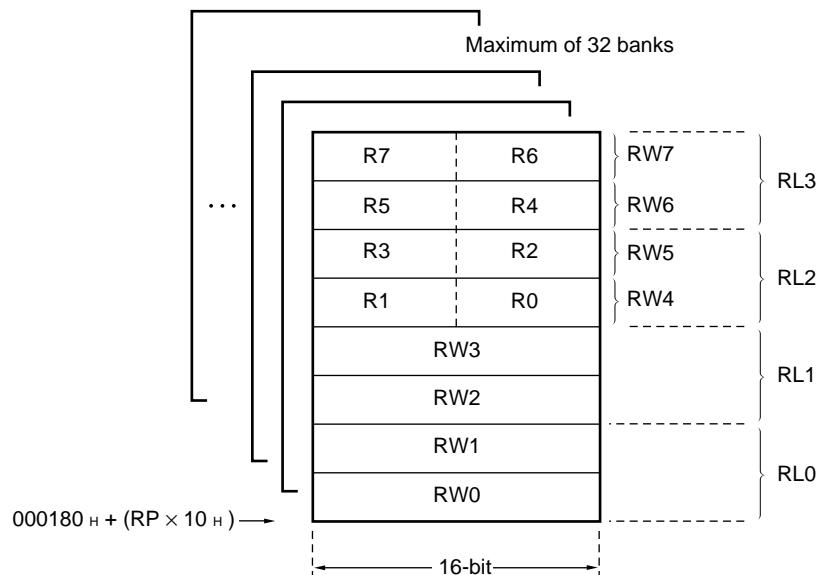 Maximum of 32 banks
R7 R6 RW7
RL3
...
R5 R4 RW6
R3 R2 RW5
RL2
R1 R0 RW4
RW3
RL1
RW2
RW1
RL0
RW0
000180 H + (RP × 10 H )
16-bit